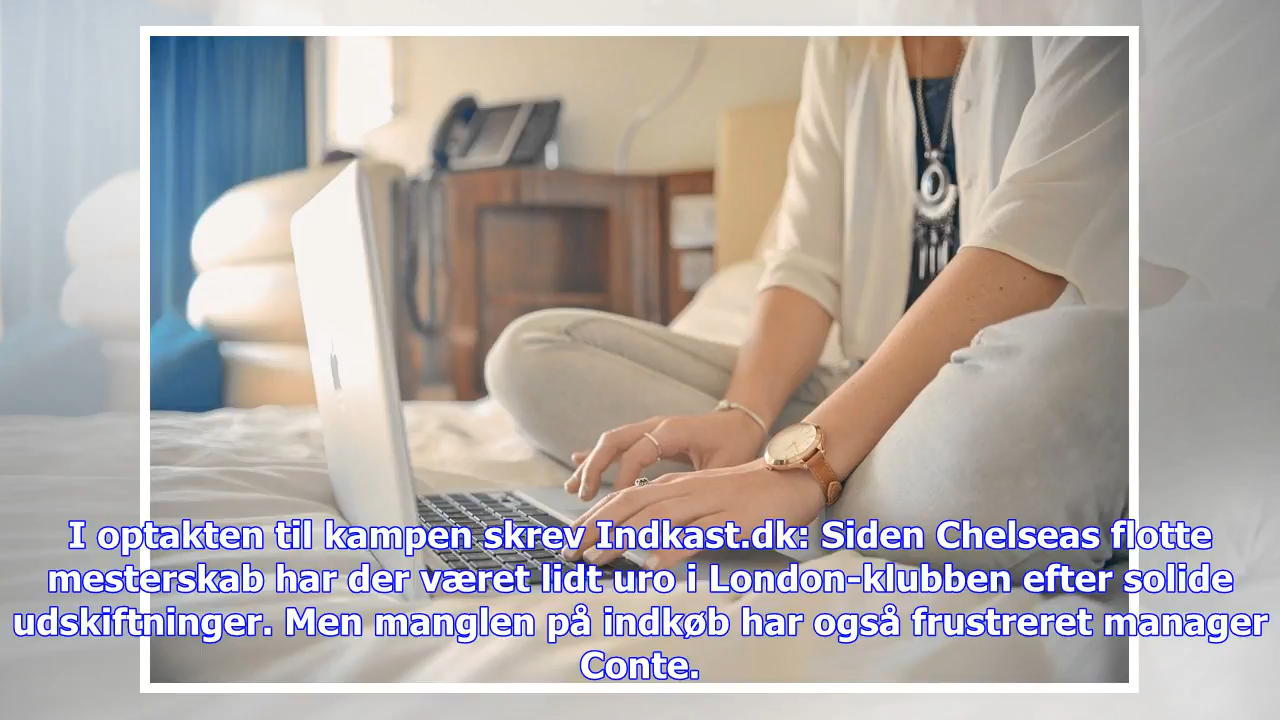 I optakten til kampen skrev Indkast.dk: Siden Chelseas flotte
mesterskab har der været lidt uro i London-klubben efter solide
udskiftninger. Men manglen på indkøb har også frustreret manager
Conte.